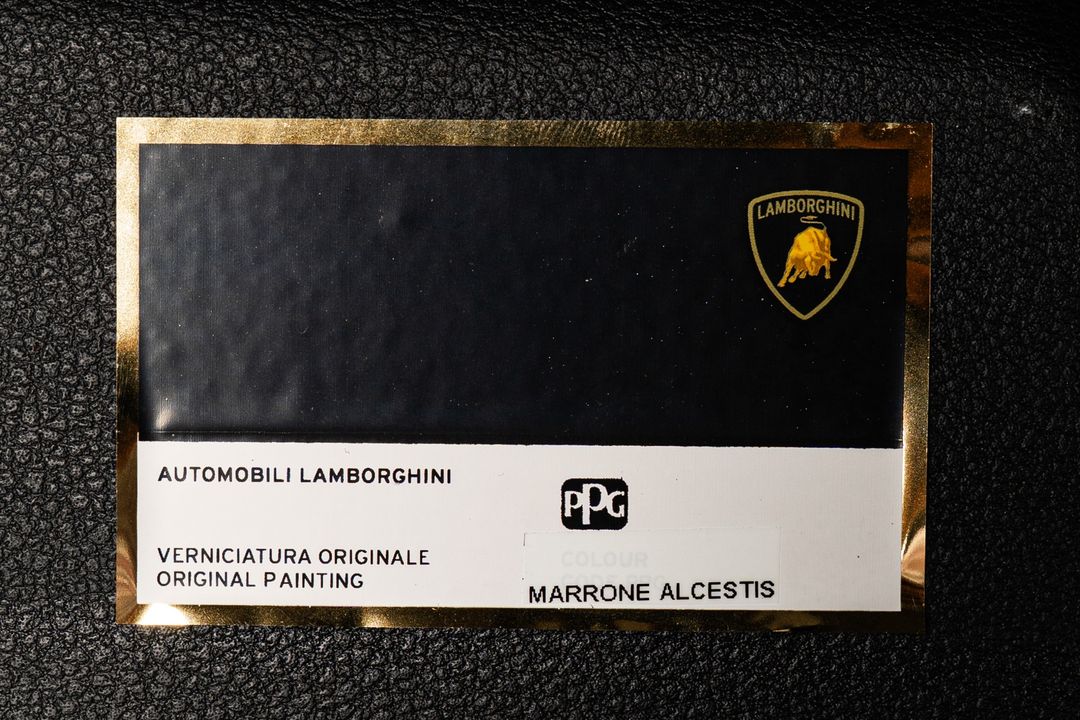 LAMBORGHINI
AUTOMOBILI LAMBORGHINI
PPG
VERNICIATURA ORIGINALE
ORIGINAL PAINTING
COLOUR
MARRONE ALCESTIS